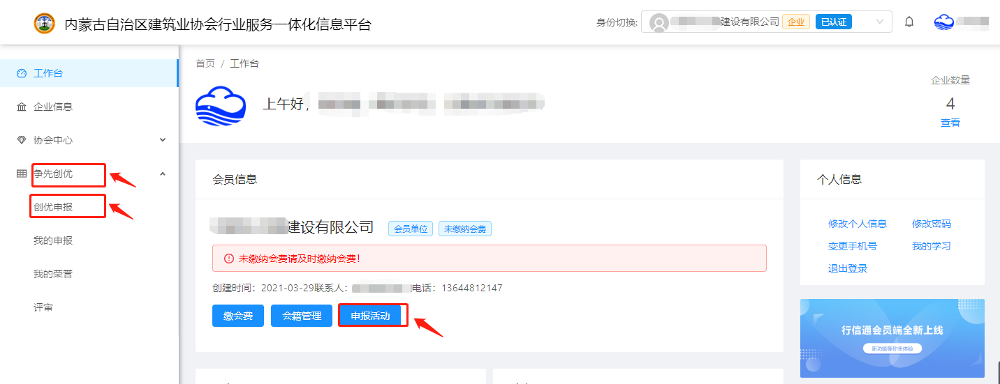 内蒙古自治区建筑业协会行业服务一体化信息平台
身份切换: 建设有限公司 企业 已认证
工作台
企业信息
协会中心
争先创优
创优申报
我的申报
我的荣誉
评审
首页 / 工作台
上午好,
企业数量
4
查看
会员信息
建设有限公司 会员单位 未缴纳会费
未缴纳会费请及时缴纳会费!
创建时间: 2021-03-29联系人: 电话: 13644812147
缴会费 会籍管理 申报活动
个人信息
修改个人信息 修改密码
变更手机号 我的学习
退出登录
行信通会员端全新上线
新功能等你来体验